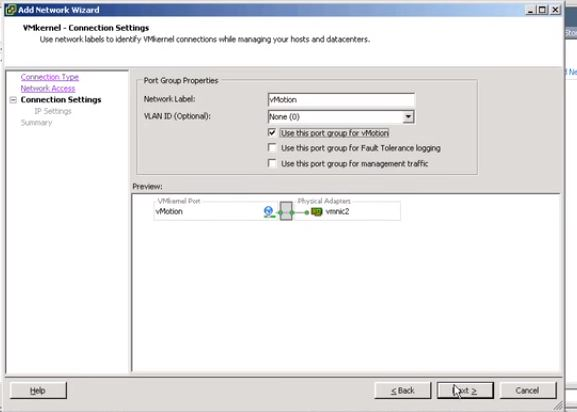 Add Network Wizard
VMkernel - Connection Settings
Use network labels to identify VMkernel connections while managing your hosts and datacenters.
Connection Type
Network Access
Connection Settings
IP Settings
Summary
Port Group Properties
Network Label:
vMotion
VLAN ID (Optional):
None (0)
Use this port group for vMotion
Use this port group for Fault Tolerance logging
Use this port group for management traffic
Preview:
VMkernel Port
Physical Adapters
vMotion
vmnic2
Help
< Back
>
Cancel